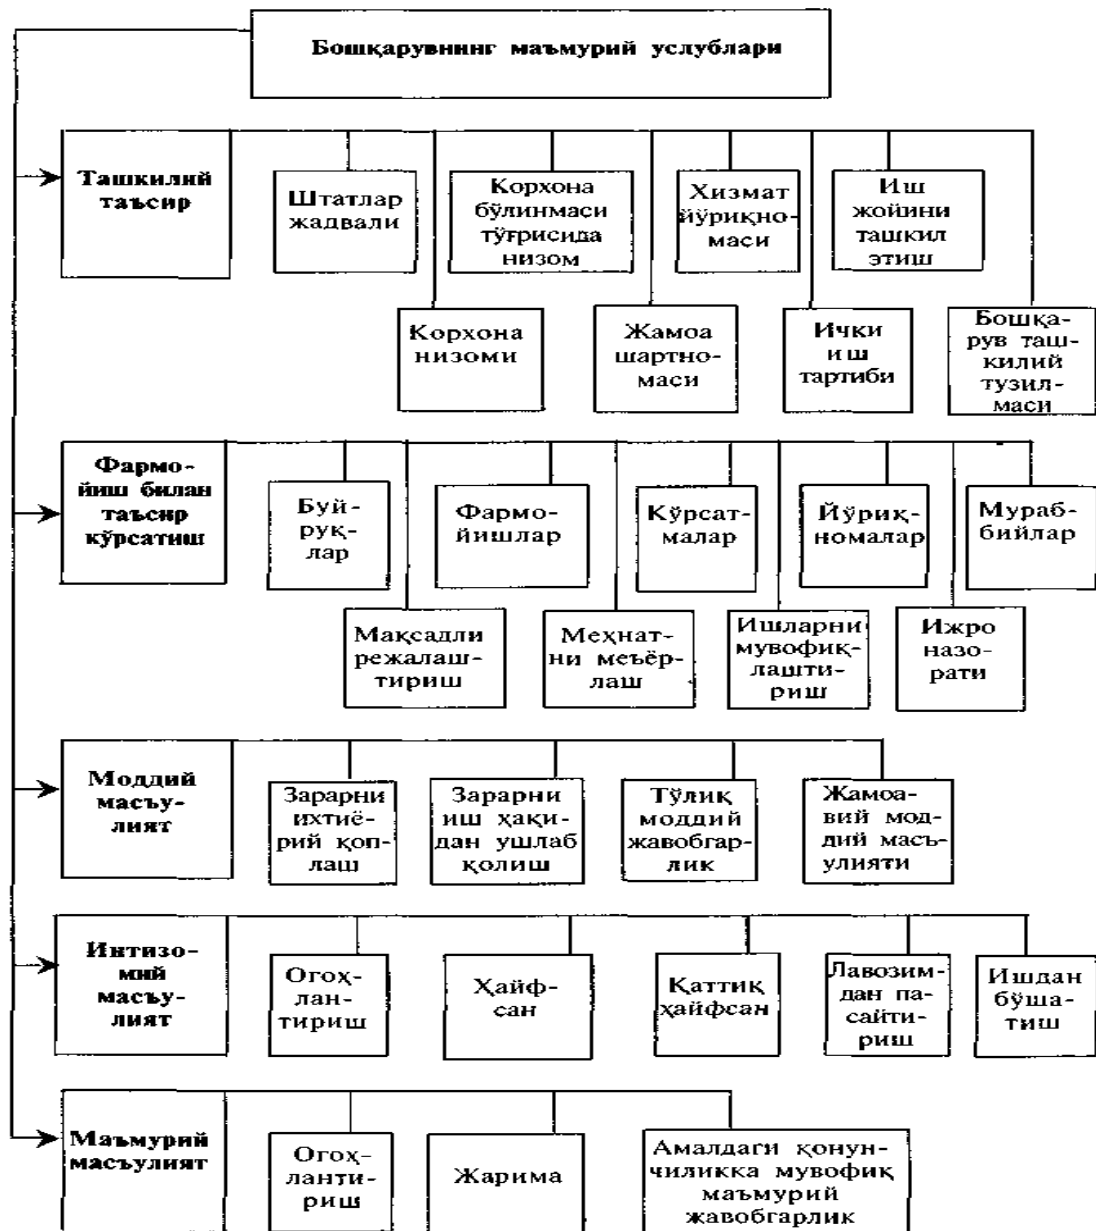 Бошқарувнинг маъмурий услублари
Ташкилий
таъсир
Штатлар
жадвали
Корхона
бўлинмаси
тўғрисида
низом
Хизмат
йўриқно-
маси
Иш
жойини
ташкил
этиш
Корхона
низоми
Жамоа
шартно-
маси
Ички
иш
тартиби
Бошқа-
рув таш-
килий
тузил-
маси
Фармо-
йиш билан
таъсир
кўрсатиш
Буй-
руқ-
лар
Фармо-
йишлар
Кўрсат-
малар
Йўриқ-
номалар
Мураб-
бийлар
Мақсадли
режалаш-
тириш
Меҳнат-
ни меъёр-
лаш
Ишларни
мувофиқ-
лашти-
риш
Ижро
назо-
рати
Моддий
масъу-
лият
Зарарни
ихтиё-
рий қоп-
лаш
Зарарни
иш ҳақи-
дан ушлаб
қолиш
Тўлиқ
моддий
жавобгар-
лик
Жамоа-
вий мод-
дий масъ-
улияти
Интизо-
мий
масъу-
лият
Огоҳ-
лан-
тириш
Ҳайф-
сан
Қаттиқ
ҳайфсан
Лавозим-
дан па-
сайти-
риш
Ишдан
бўша-
тиш
Маъмурий
масъулият
Огоҳ-
ланти-
риш
Жарима
Амалдаги қонун-
чиликка мувофиқ
маъмурий
жавобгарлик